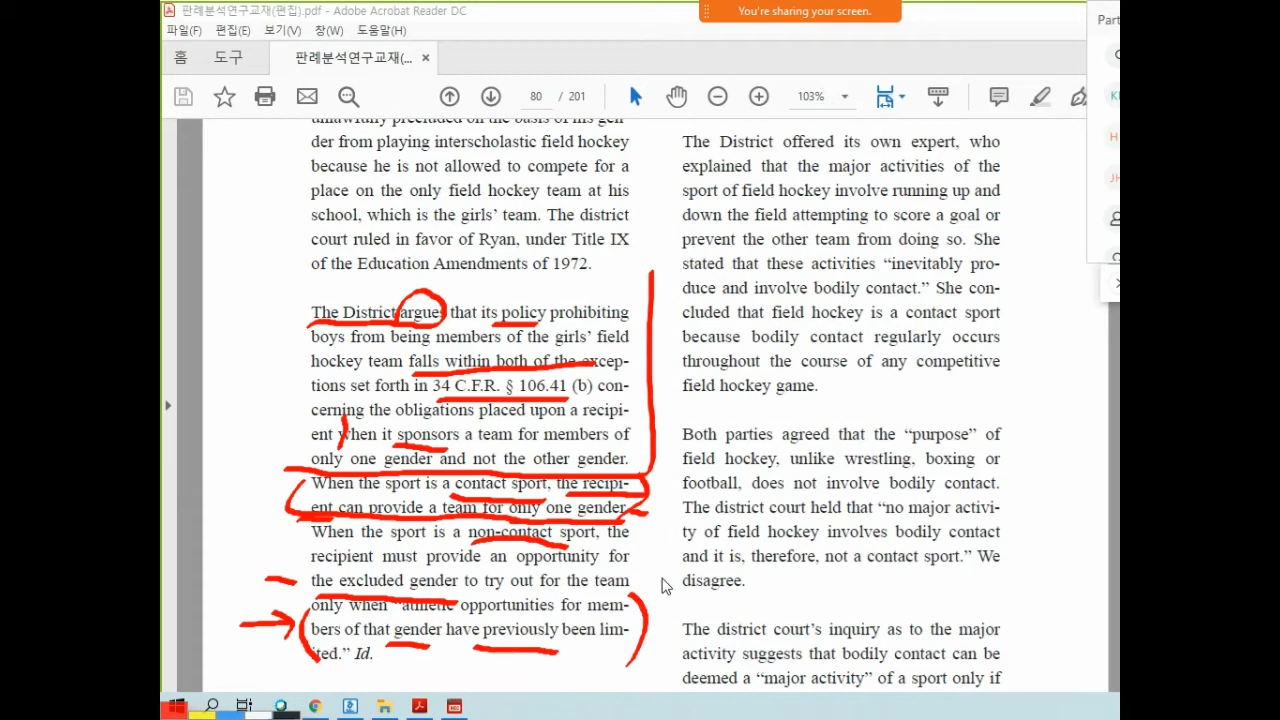 판례분석연구교재(편집).pdf - Adobe Acrobat Reader DC
You're sharing your screen.
파일(F) 편집(E) 보기(V) 창(W) 도움말(H)
홈 도구 판례분석연구교재(... ×
80 / 201
103%
unlawfully precluded on the basis of his gen-
der from playing interscholastic field hockey
because he is not allowed to compete for a
place on the only field hockey team at his
school, which is the girls' team. The district
court ruled in favor of Ryan, under Title IX
of the Education Amendments of 1972.
The District argues that its policy prohibiting
boys from being members of the girls' field
hockey team falls within both of the excep-
tions set forth in 34 C.F.R. § 106.41 (b) con-
cerning the obligations placed upon a recipi-
ent when it sponsors a team for members of
only one gender and not the other gender.
When the sport is a contact sport, the recipi-
ent can provide a team for only one gender.
When the sport is a non-contact sport, the
recipient must provide an opportunity for
the excluded gender to try out for the team
only when “athletic opportunities for mem-
bers of that gender have previously been lim-
ited.” Id.
The District offered its own expert, who
explained that the major activities of the
sport of field hockey involve running up and
down the field attempting to score a goal or
prevent the other team from doing so. She
stated that these activities “inevitably pro-
duce and involve bodily contact.” She con-
cluded that field hockey is a contact sport
because bodily contact regularly occurs
throughout the course of any competitive
field hockey game.
Both parties agreed that the “purpose” of
field hockey, unlike wrestling, boxing or
football, does not involve bodily contact.
The district court held that “no major activi-
ty of field hockey involves bodily contact
and it is, therefore, not a contact sport.” We
disagree.
The district court's inquiry as to the major
activity suggests that bodily contact can be
deemed a “major activity” of a sport only if
Part
H
JH